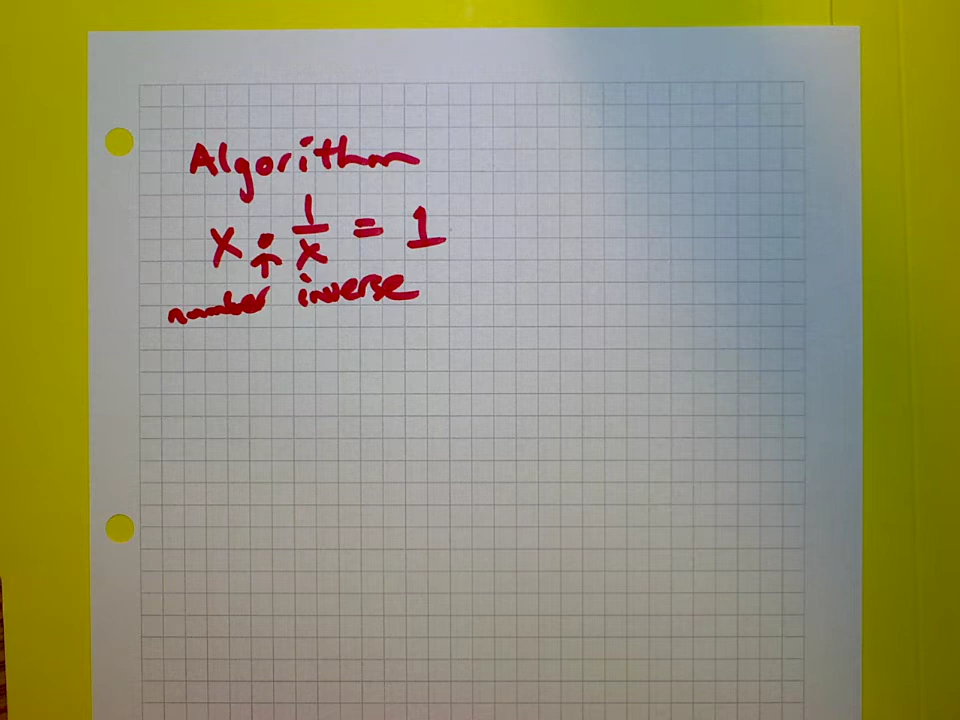 Algorithm
x · 1/x = 1
↑
number inverse